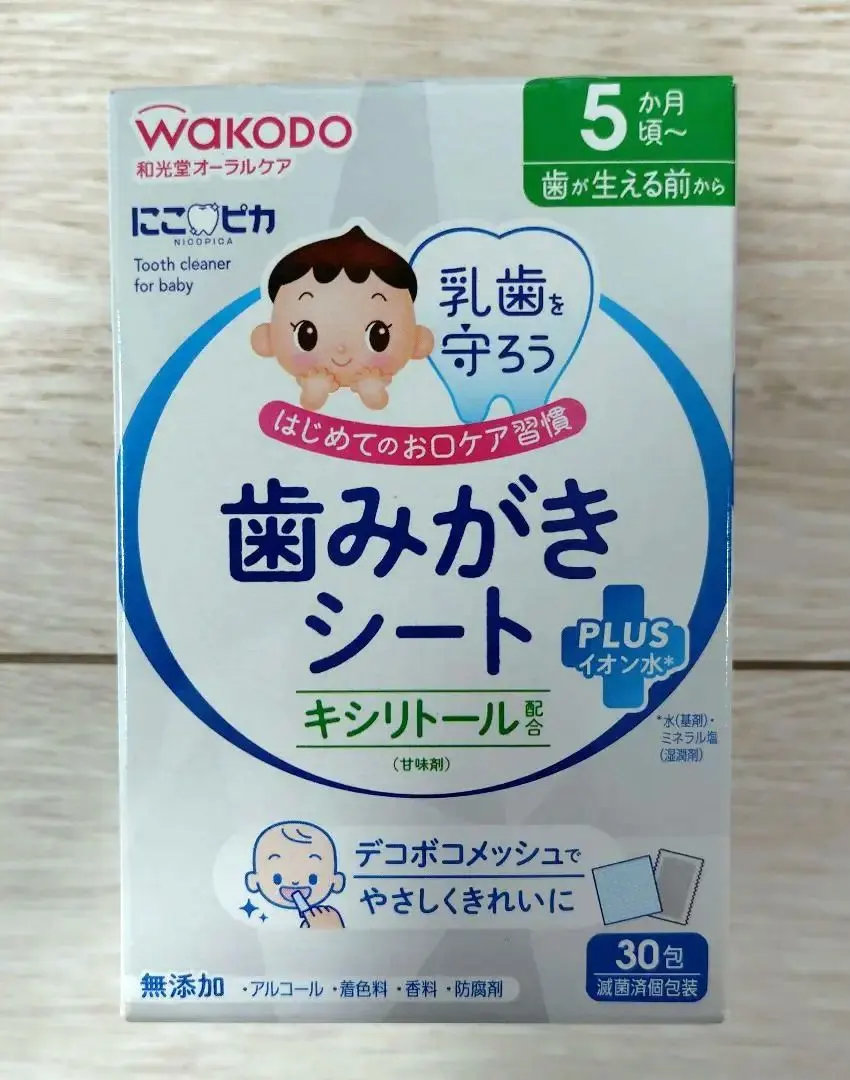 WAKODO
和光堂オーラルケア
5か月頃〜
歯が生える前から
にこピカ
NICOPICA
Tooth cleaner
for baby
乳歯を
守ろう
はじめてのお口ケア習慣
歯みがき
シート
PLUS
イオン水*
キシリトール配合
(甘味剤)
*水(基剤)・
ミネラル塩
(湿潤剤)
デコボコメッシュで
やさしくきれいに
30包
滅菌済個包装
無添加 ・アルコール ・着色料 ・香料 ・防腐剤